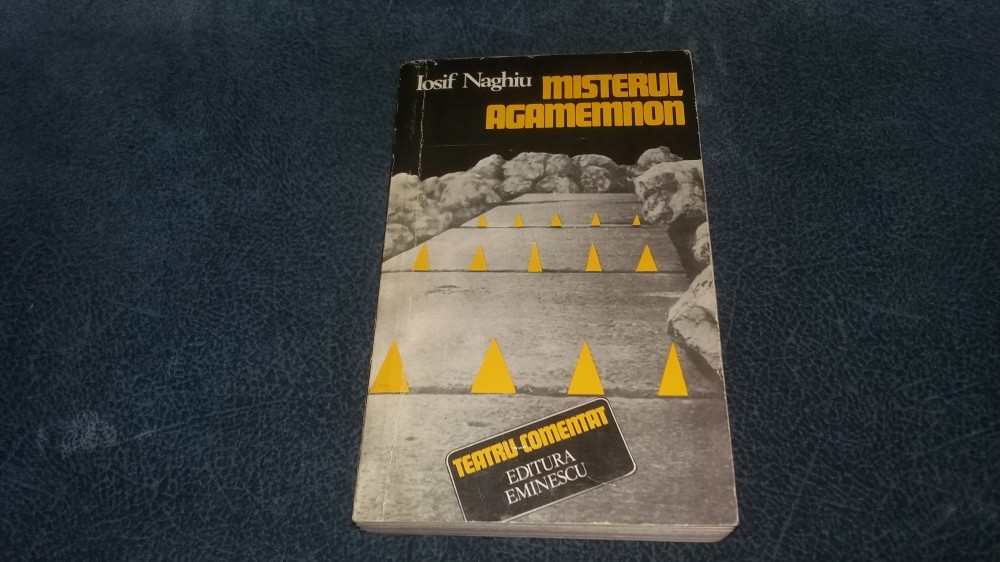 Iosif Naghiu MISTERUL
AGAMEMNON
TEATRU COMENTAT
EDITURA
EMINESCU